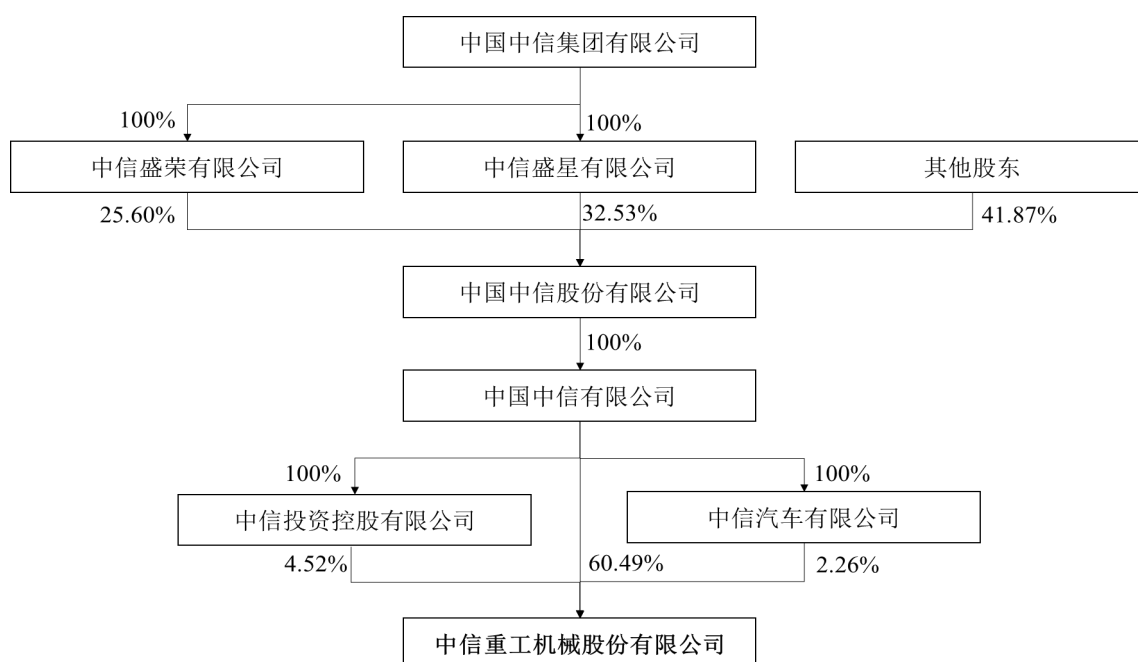 中国中信集团有限公司
100%
100%
中信盛荣有限公司
中信盛星有限公司
其他股东
25.60%
32.53%
41.87%
中国中信股份有限公司
100%
中国中信有限公司
100%
100%
中信投资控股有限公司
中信汽车有限公司
4.52%
60.49%
2.26%
中信重工机械股份有限公司